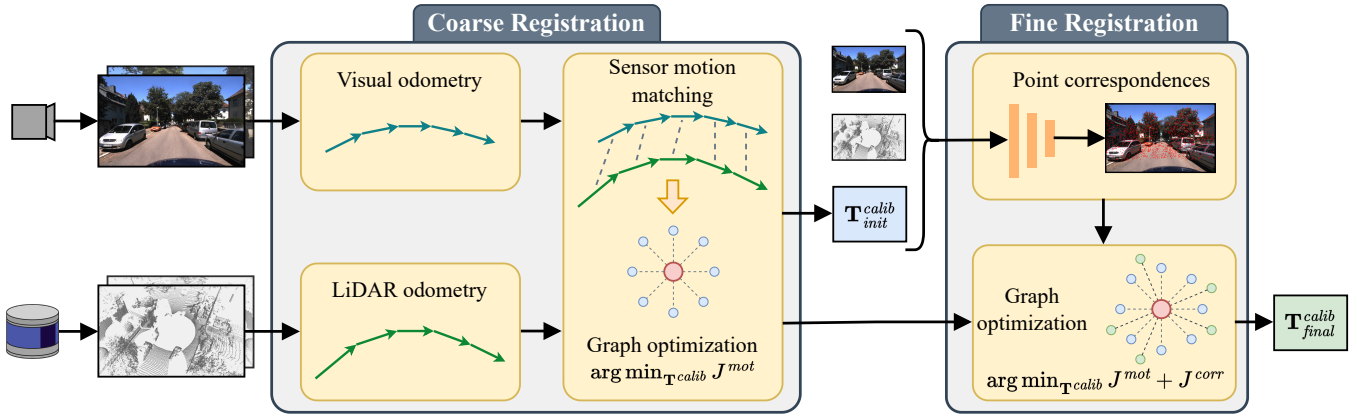 Coarse Registration
Visual odometry
LiDAR odometry
Sensor motion
matching
Graph optimization
arg min_{𝐓^{calib}} J^{mot}
𝐓^{calib}_{init}
Fine Registration
Point correspondences
Graph
optimization
arg min_{𝐓^{calib}} J^{mot} + J^{corr}
𝐓^{calib}_{final}